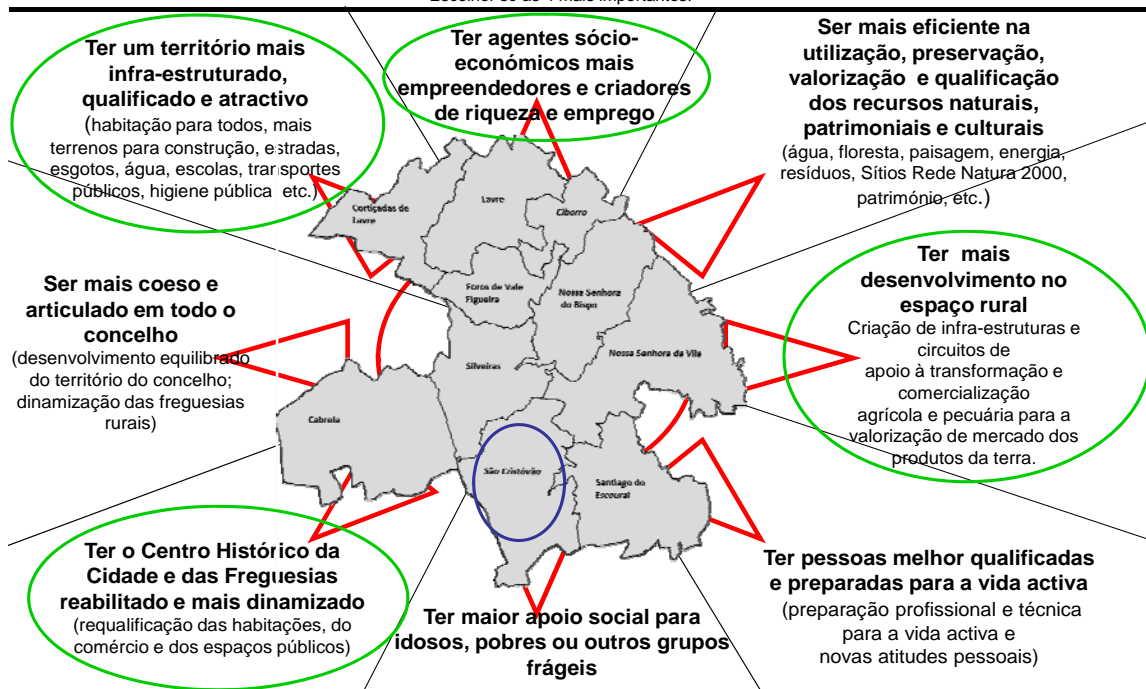 Escolher só as 4 mais importantes.
Ter um território mais
infra-estruturado,
qualificado e atractivo
(habitação para todos, mais
terrenos para construção, estradas,
esgotos, água, escolas, transportes
públicos, higiene pública etc.)
Ter agentes sócio-
económicos mais
empreendedores e criadores
de riqueza e emprego
Ser mais eficiente na
utilização, preservação,
valorização e qualificação
dos recursos naturais,
patrimoniais e culturais
(água, floresta, paisagem, energia,
resíduos, Sítios Rede Natura 2000,
património, etc.)
Cortiçadas de
Lavre
Lavre
Ciborro
Foros de Vale
Figueira
Nossa Senhora
do Bispo
Nossa Senhora da Vila
Silveiras
Cabrela
São Cristóvão
Santiago do
Escoural
Ser mais coeso e
articulado em todo o
concelho
(desenvolvimento equilibrado
do território do concelho;
dinamização das freguesias
rurais)
Ter mais
desenvolvimento no
espaço rural
Criação de infra-estruturas e
circuitos de
apoio à transformação e
comercialização
agrícola e pecuária para a
valorização de mercado dos
produtos da terra.
Ter o Centro Histórico da
Cidade e das Freguesias
reabilitado e mais dinamizado
(requalificação das habitações, do
comércio e dos espaços públicos)
Ter maior apoio social para
idosos, pobres ou outros grupos
frágeis
Ter pessoas melhor qualificadas
e preparadas para a vida activa
(preparação profissional e técnica
para a vida activa e
novas atitudes pessoais)